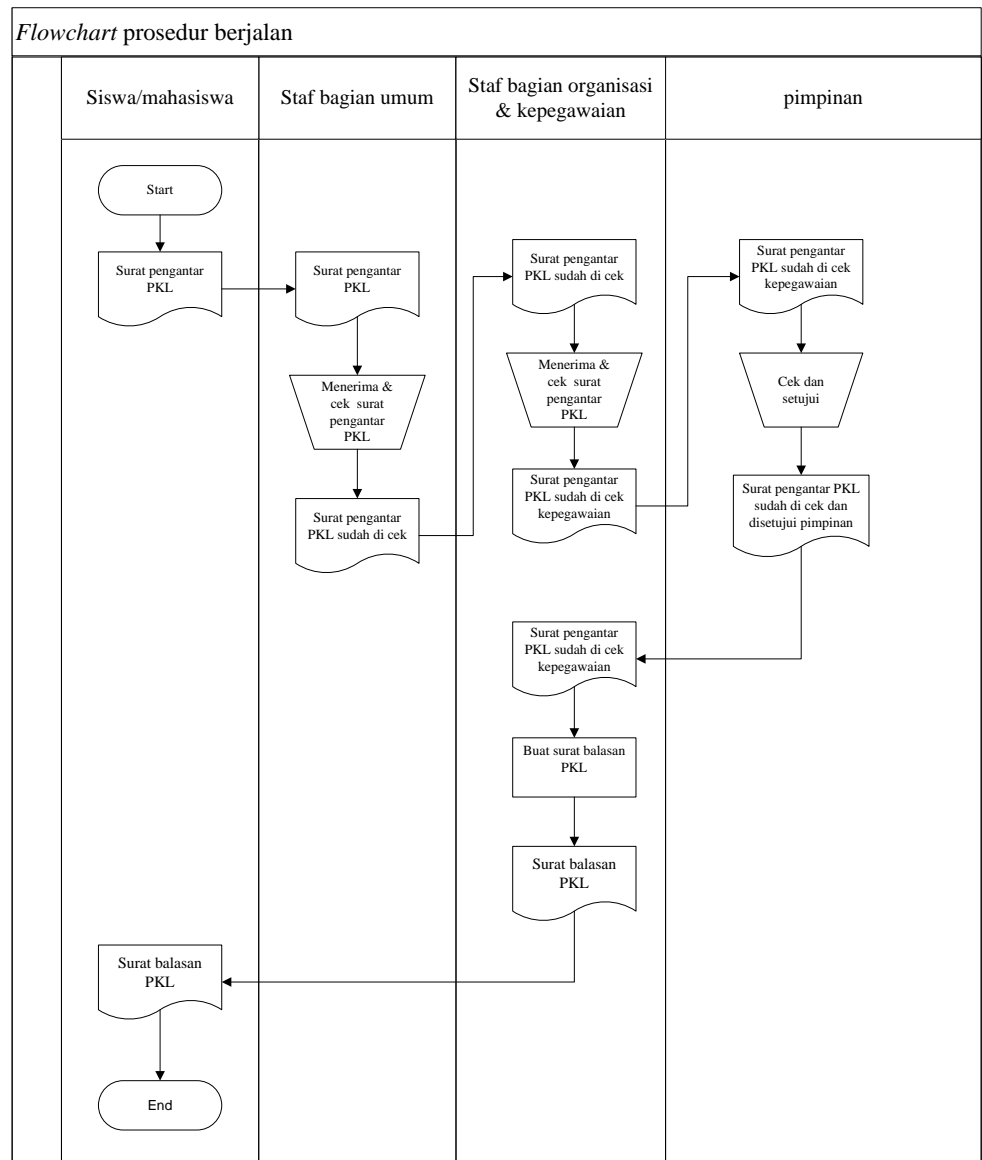 Flowchart prosedur berjalan
Siswa/mahasiswa
Staf bagian umum
Staf bagian organisasi
& kepegawaian
pimpinan
Start
Surat pengantar
PKL
Surat pengantar
PKL
Menerima &
cek surat
pengantar
PKL
Surat pengantar
PKL sudah di cek
Surat pengantar
PKL sudah di cek
Menerima &
cek surat
pengantar
PKL
Surat pengantar
PKL sudah di cek
kepegawaian
Surat pengantar
PKL sudah di cek
kepegawaian
Cek dan
setujui
Surat pengantar PKL
sudah di cek dan
disetujui pimpinan
Surat pengantar
PKL sudah di cek
kepegawaian
Buat surat balasan
PKL
Surat balasan
PKL
Surat balasan
PKL
End